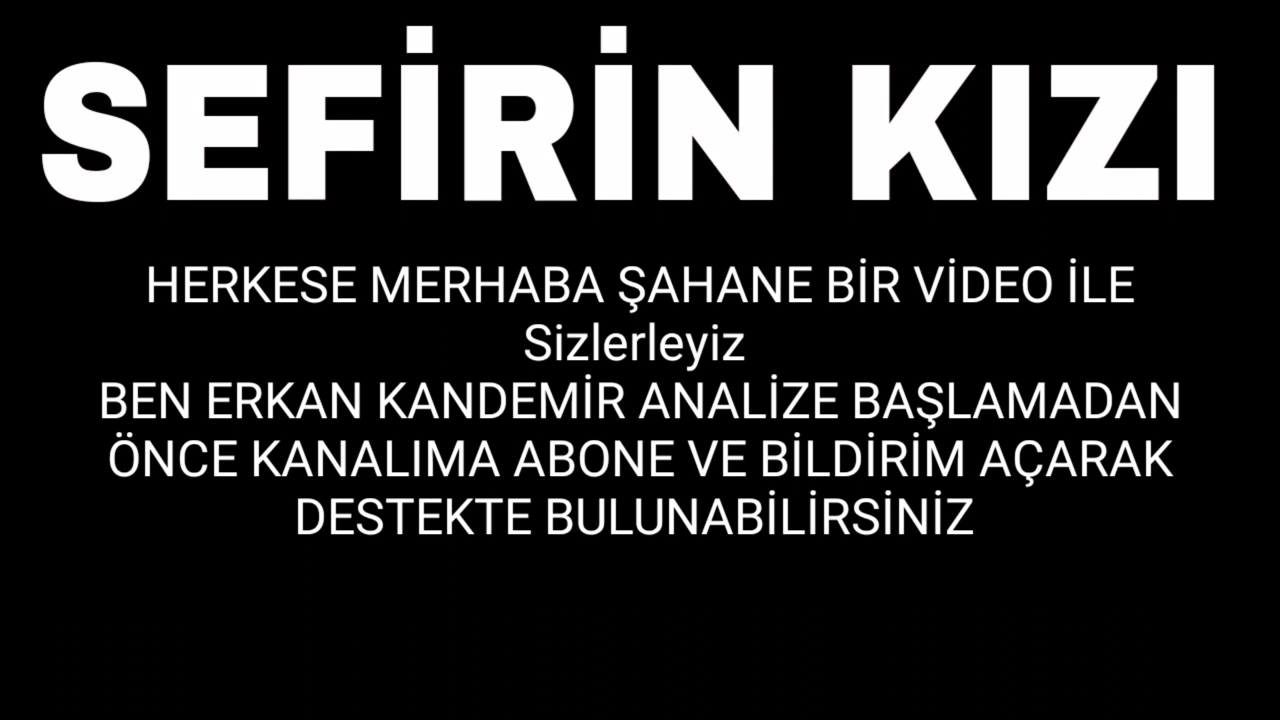 SEFİRİN KIZI
HERKESE MERHABA ŞAHANE BİR VİDEO İLE
Sizlerleyiz
BEN ERKAN KANDEMİR ANALİZE BAŞLAMADAN
ÖNCE KANALIMA ABONE VE BİLDİRİM AÇARAK
DESTEKTE BULUNABİLİRSİNİZ